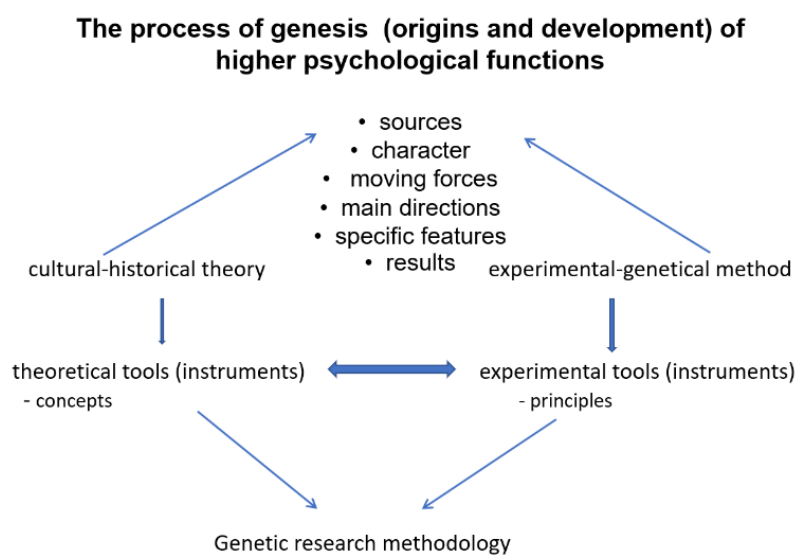 The process of genesis (origins and development) of
higher psychological functions
• sources
• character
• moving forces
• main directions
• specific features
• results
cultural-historical theory
experimental-genetical method
theoretical tools (instruments)
- concepts
experimental tools (instruments)
- principles
Genetic research methodology